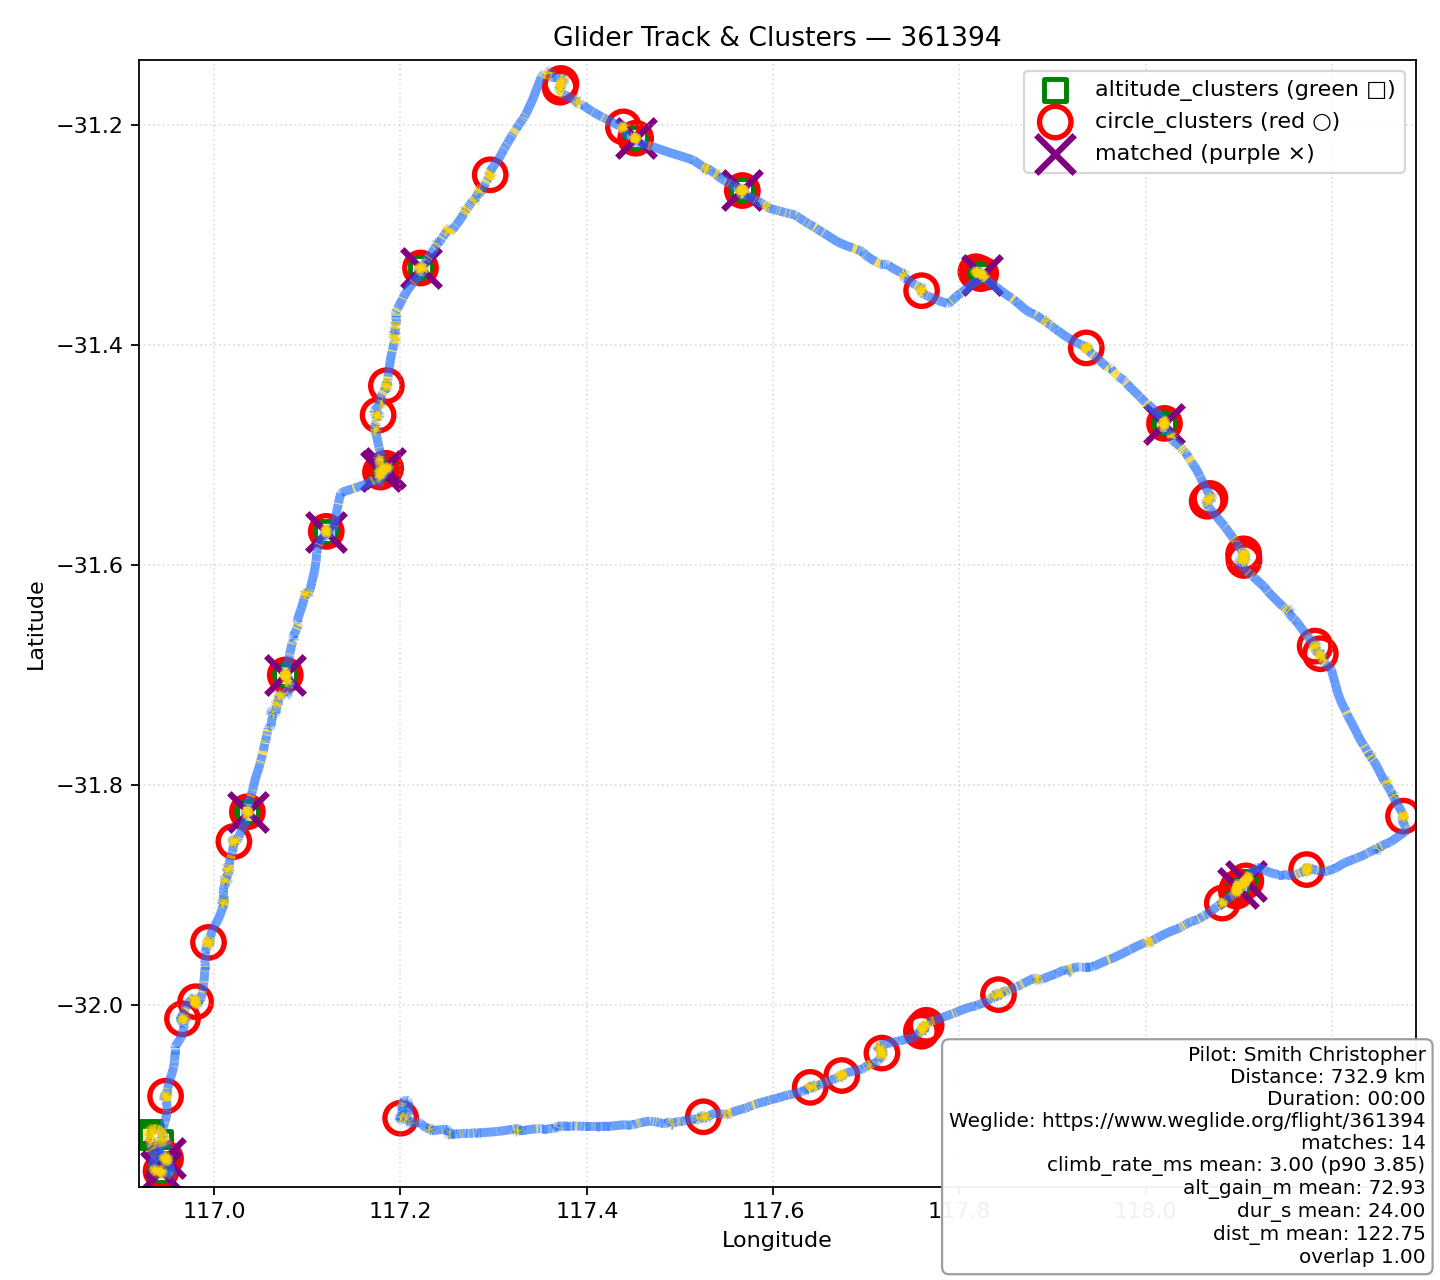 Glider Track & Clusters — 361394
altitude_clusters (green □)
circle_clusters (red ○)
matched (purple ×)
−31.2
−31.4
−31.6
−31.8
−32.0
Latitude
117.0
117.2
117.4
117.6
117.8
118.0
Longitude
Pilot: Smith Christopher
Distance: 732.9 km
Duration: 00:00
Weglide: https://www.weglide.org/flight/361394
matches: 14
climb_rate_ms mean: 3.00 (p90 3.85)
alt_gain_m mean: 72.93
dur_s mean: 24.00
dist_m mean: 122.75
overlap 1.00